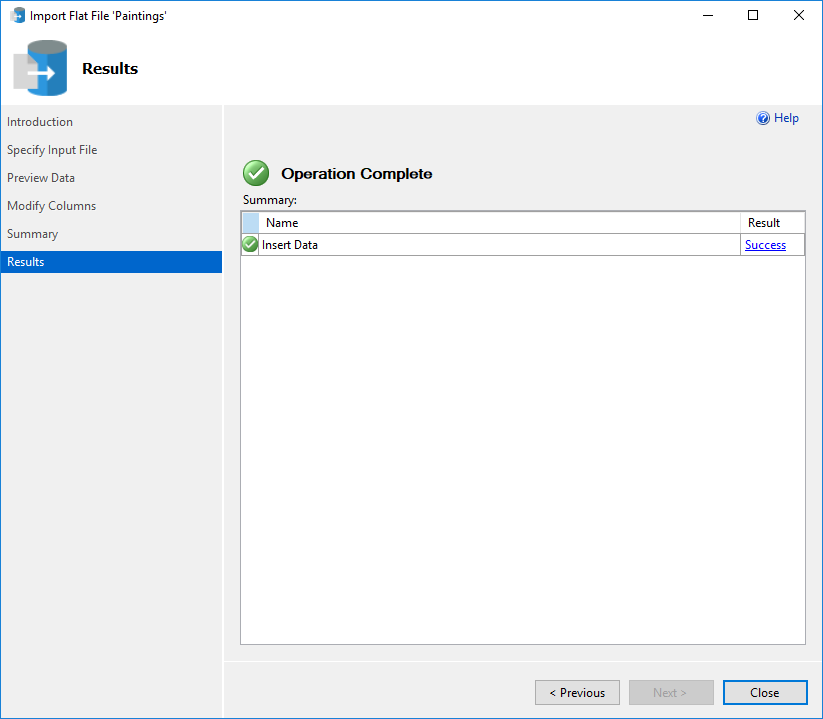 Import Flat File 'Paintings'
Results
Introduction
Specify Input File
Preview Data
Modify Columns
Summary
Results
Help
Operation Complete
Summary:
Name Result
Insert Data Success
< Previous Next > Close